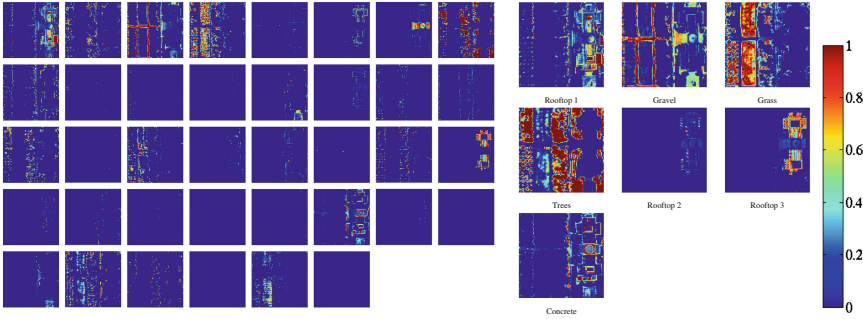 Rooftop 1
Gravel
Grass
Trees
Rooftop 2
Rooftop 3
Concrete
1
0.8
0.6
0.4
0.2
0